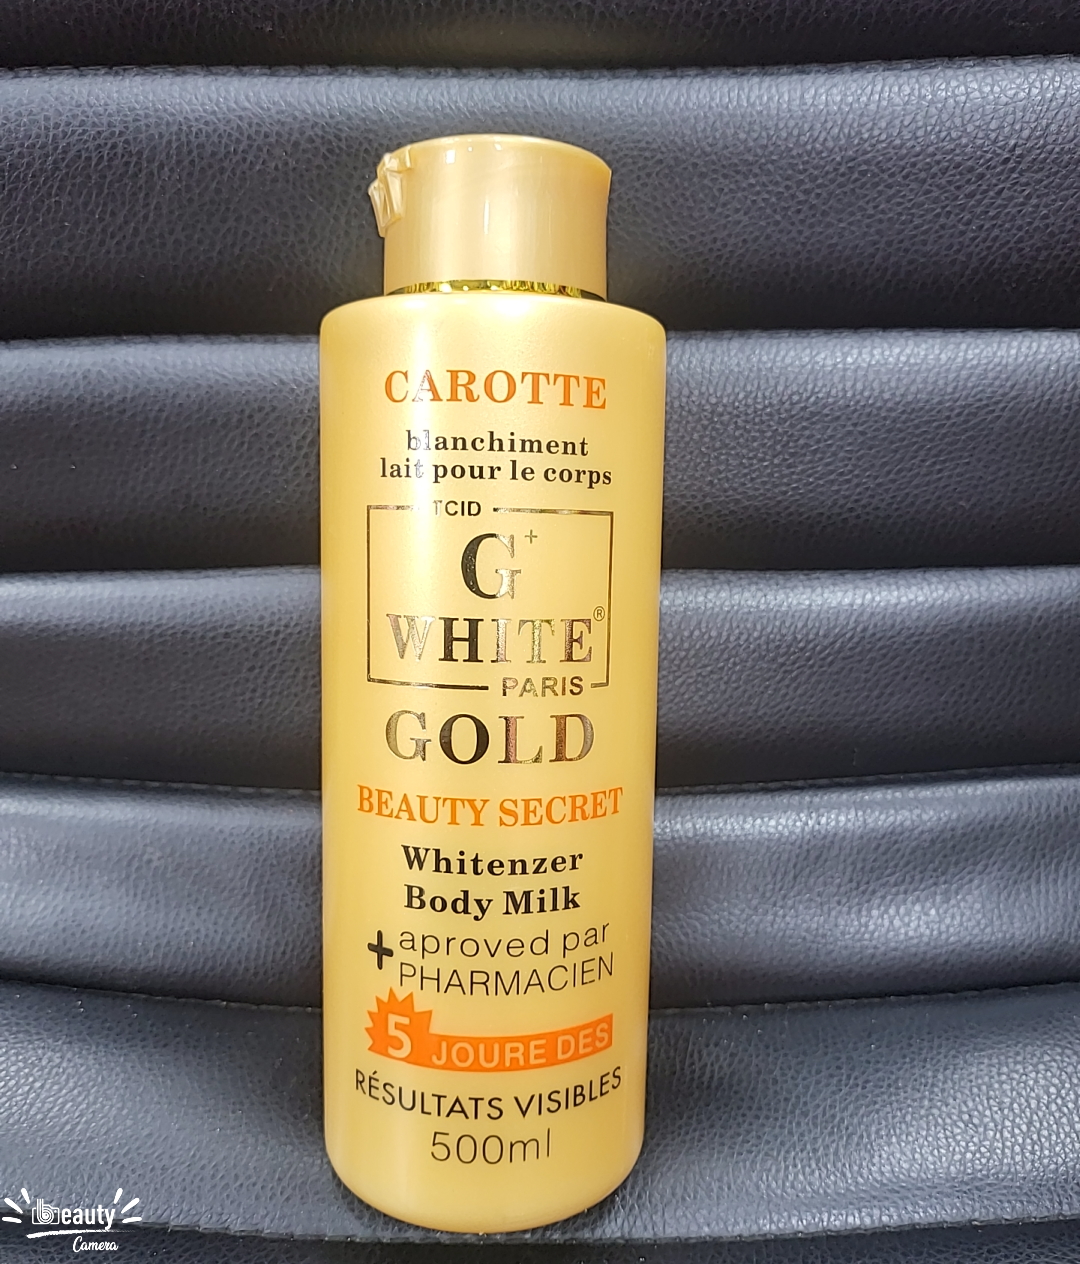 CAROTTE
blanchiment
lait pour le corps
TCID
G+
WHITE®
PARIS
GOLD
BEAUTY SECRET
Whitenzer
Body Milk
+ aproved par
PHARMACIEN
5 JOURE DES
RÉSULTATS VISIBLES
500ml
beauty
Camera